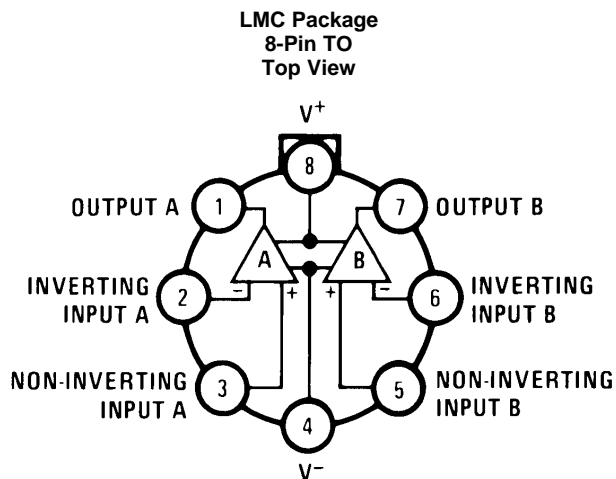 LMC Package
8-Pin TO
Top View
V+
8
OUTPUT A 1 7 OUTPUT B
A B
INVERTING
INPUT A
2 − + + − 6
INVERTING
INPUT B
NON-INVERTING
INPUT A
3 5
NON-INVERTING
INPUT B
4
V−